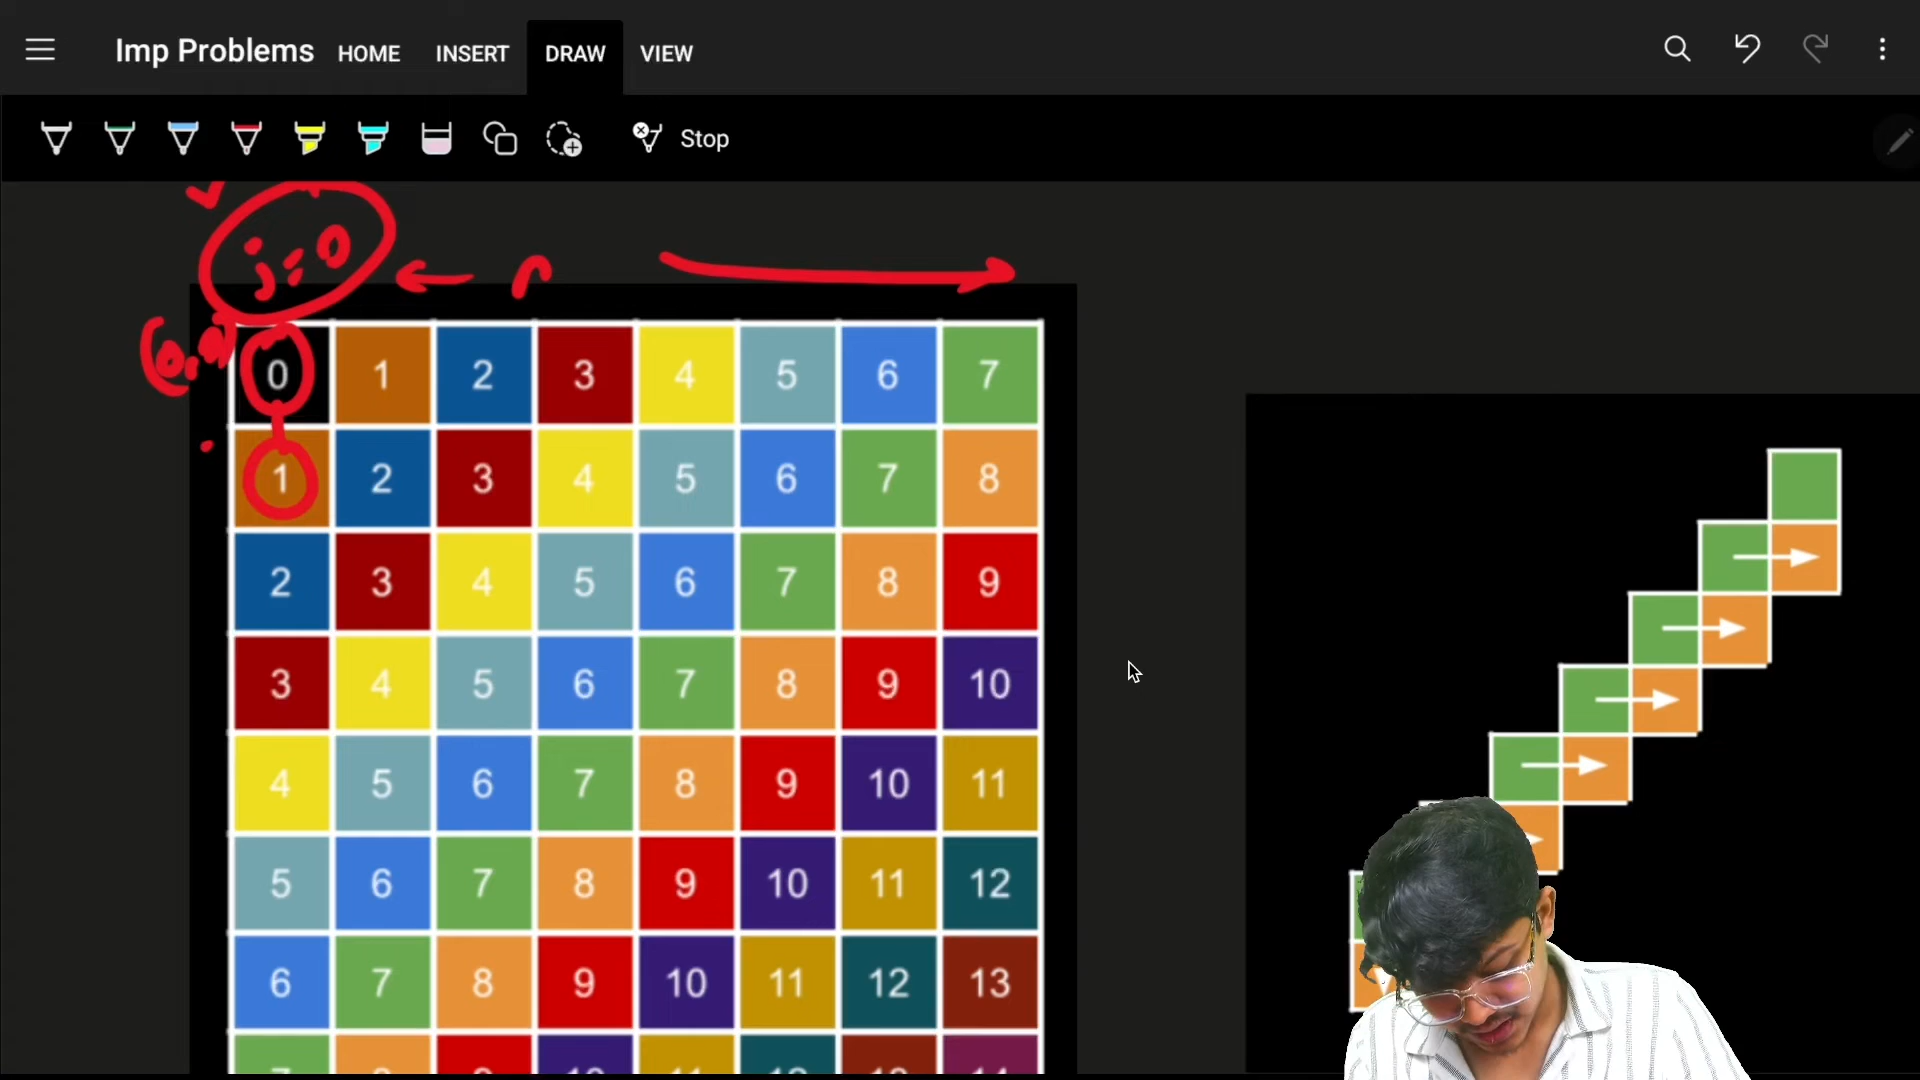 Imp Problems HOME INSERT DRAW VIEW
Stop
j=0
← n
(0,0)
0 1 2 3 4 5 6 7
1 2 3 4 5 6 7 8
2 3 4 5 6 7 8 9
3 4 5 6 7 8 9 10
4 5 6 7 8 9 10 11
5 6 7 8 9 10 11 12
6 7 8 9 10 11 12 13